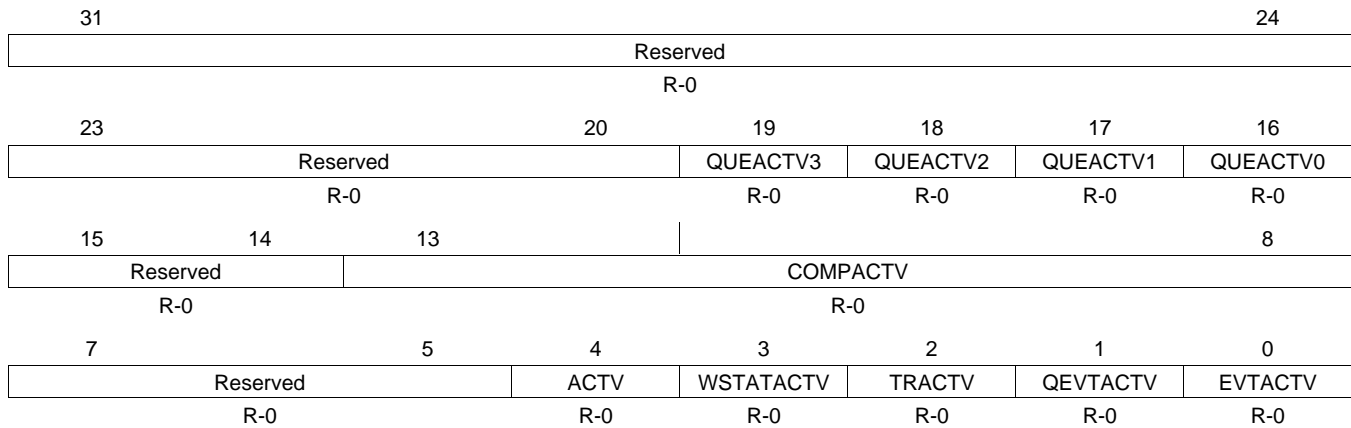 31 24
Reserved
R-0
23 20 19 18 17 16
Reserved QUEACTV3 QUEACTV2 QUEACTV1 QUEACTV0
R-0 R-0 R-0 R-0 R-0
15 14 13 8
Reserved COMPACTV
R-0 R-0
7 5 4 3 2 1 0
Reserved ACTV WSTATACTV TRACTV QEVTACTV EVTACTV
R-0 R-0 R-0 R-0 R-0 R-0